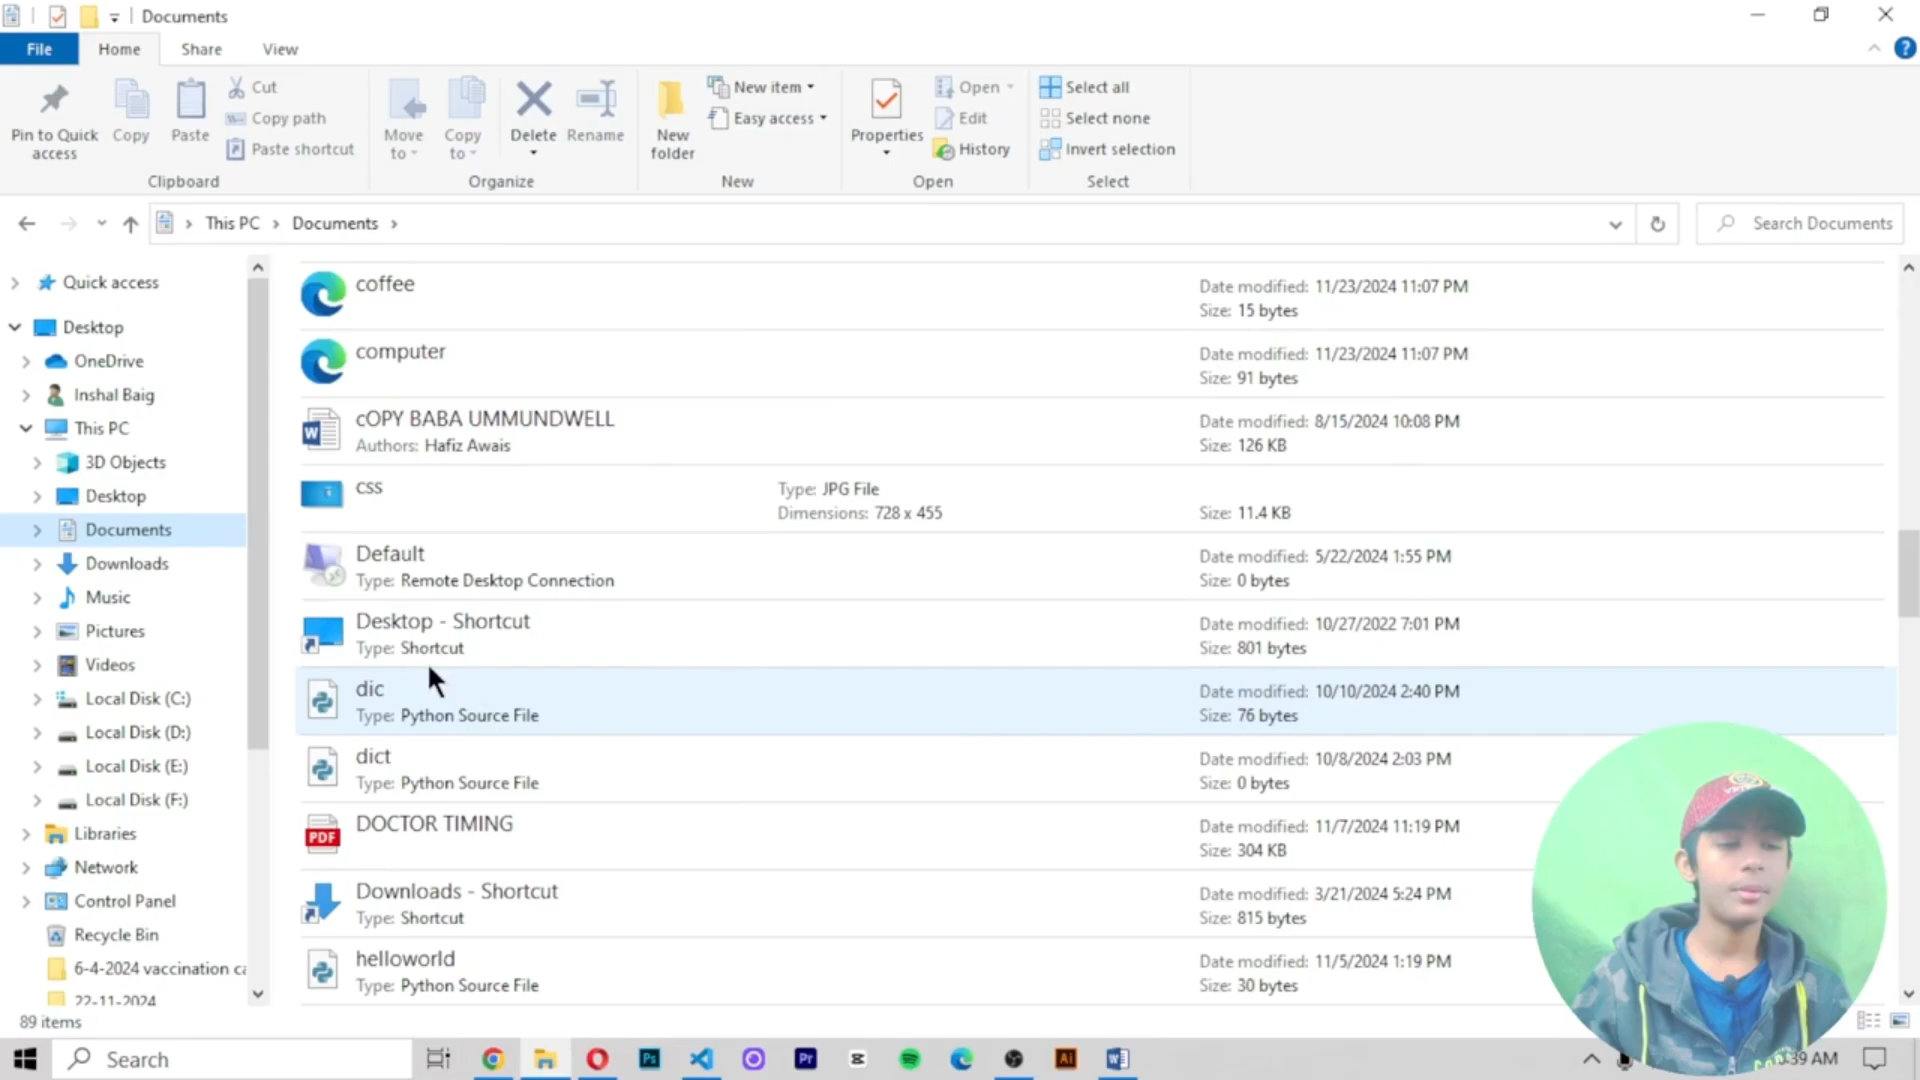 Documents
File Home Share View
Pin to Quick access
Copy
Paste
Cut
Copy path
Paste shortcut
Clipboard
Move to
Copy to
Delete
Rename
Organize
New folder
New item
Easy access
New
Properties
Open
Edit
History
Open
Select all
Select none
Invert selection
Select
This PC Documents
Search Documents
Quick access
Desktop
OneDrive
Inshal Baig
This PC
3D Objects
Desktop
Documents
Downloads
Music
Pictures
Videos
Local Disk (C:)
Local Disk (D:)
Local Disk (E:)
Local Disk (F:)
Libraries
Network
Control Panel
Recycle Bin
6-4-2024 vaccination ca
22-11-2024
coffee
Date modified: 11/23/2024 11:07 PM
Size: 15 bytes
computer
Date modified: 11/23/2024 11:07 PM
Size: 91 bytes
cOPY BABA UMMUNDWELL
Authors: Hafiz Awais
Date modified: 8/15/2024 10:08 PM
Size: 126 KB
css
Type: JPG File
Dimensions: 728 x 455
Size: 11.4 KB
Default
Type: Remote Desktop Connection
Date modified: 5/22/2024 1:55 PM
Size: 0 bytes
Desktop - Shortcut
Type: Shortcut
Date modified: 10/27/2022 7:01 PM
Size: 801 bytes
dic
Type: Python Source File
Date modified: 10/10/2024 2:40 PM
Size: 76 bytes
dict
Type: Python Source File
Date modified: 10/8/2024 2:03 PM
Size: 0 bytes
PDF
DOCTOR TIMING
Date modified: 11/7/2024 11:19 PM
Size: 304 KB
Downloads - Shortcut
Type: Shortcut
Date modified: 3/21/2024 5:24 PM
Size: 815 bytes
helloworld
Type: Python Source File
Date modified: 11/5/2024 1:19 PM
Size: 30 bytes
89 items
Search
Ps
Pr
Ai
:39 AM